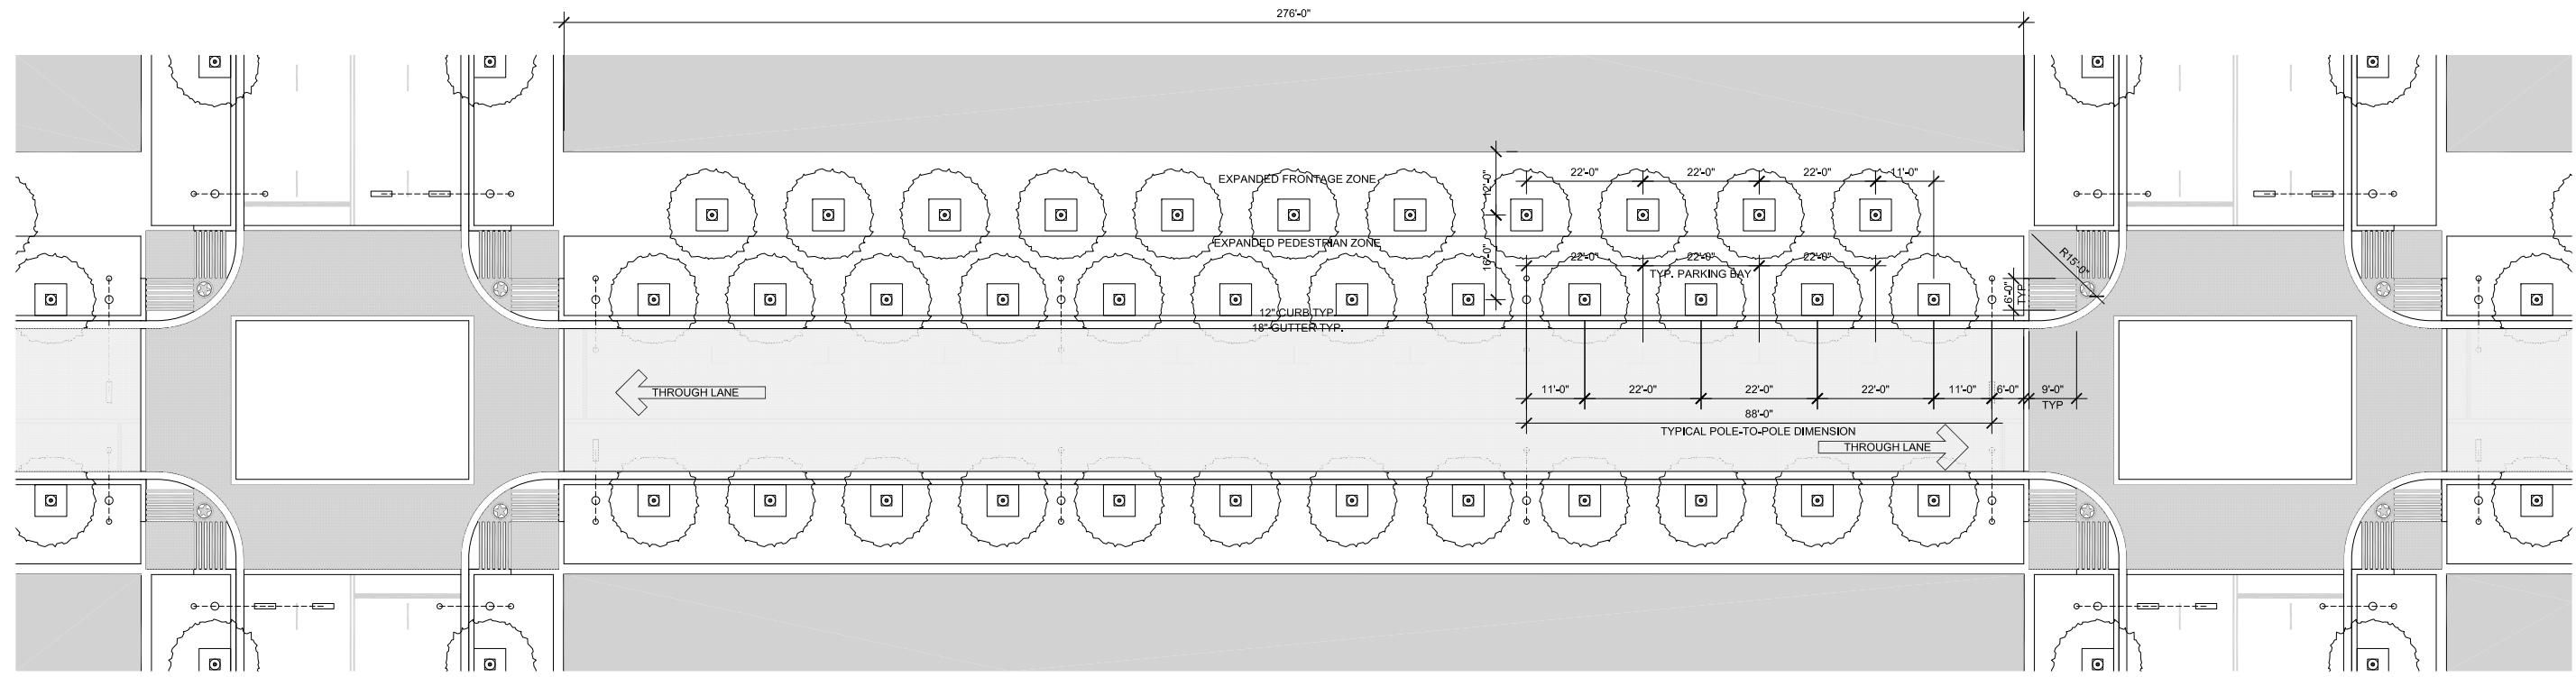 276'-0"
EXPANDED FRONTAGE ZONE
12'-0"
22'-0"
22'-0"
22'-0"
11'-0"
EXPANDED PEDESTRIAN ZONE
16'-0"
22'-0"
22'-0"
22'-0"
TYP. PARKING BAY
R15'-0"
6'-0"
TYP
12" CURB TYP.
18" GUTTER TYP.
THROUGH LANE
11'-0"
22'-0"
22'-0"
22'-0"
11'-0"
6'-0"
9'-0"
TYP
88'-0"
TYPICAL POLE-TO-POLE DIMENSION
THROUGH LANE